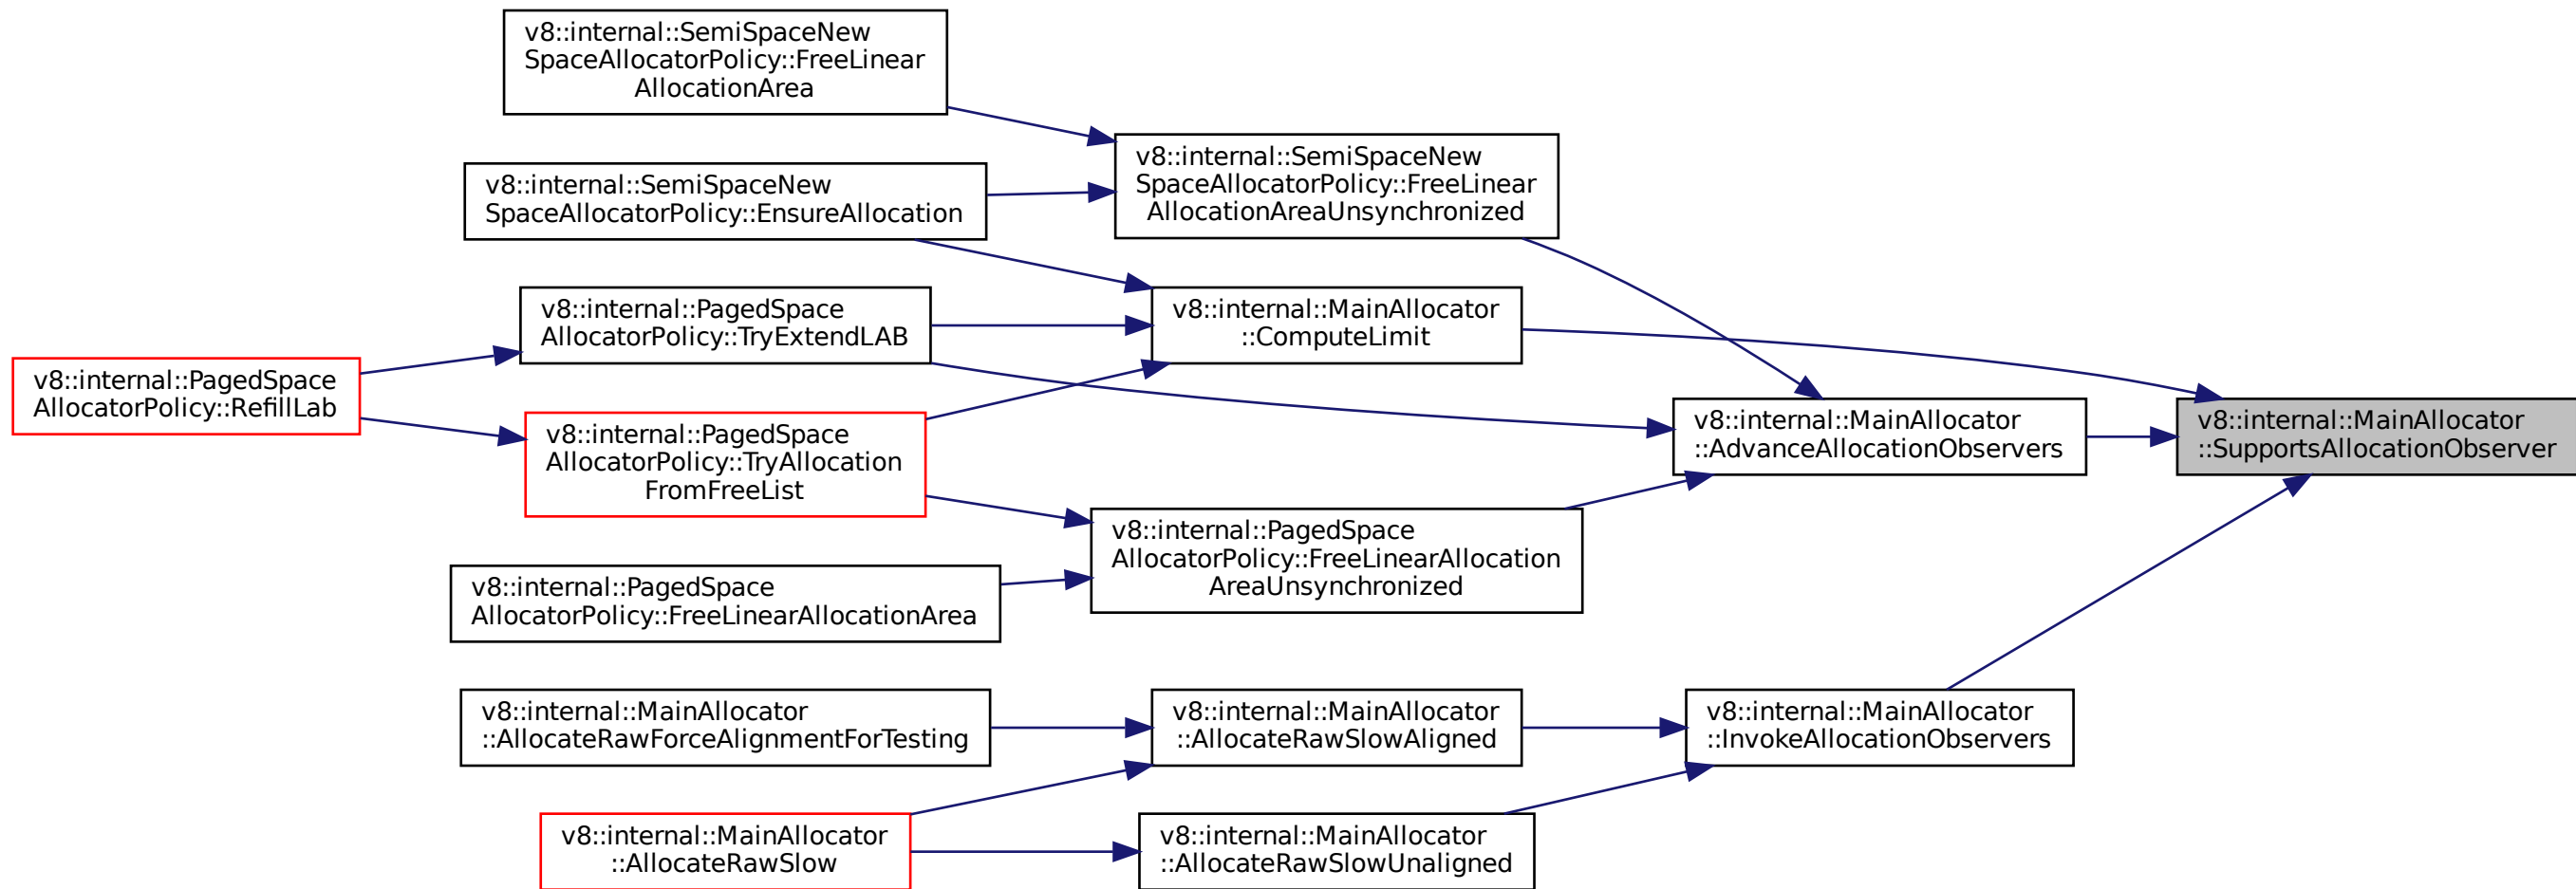 v8::internal::SemiSpaceNew
SpaceAllocatorPolicy::FreeLinear
AllocationArea
v8::internal::SemiSpaceNew
SpaceAllocatorPolicy::FreeLinear
AllocationAreaUnsynchronized
v8::internal::SemiSpaceNew
SpaceAllocatorPolicy::EnsureAllocation
v8::internal::PagedSpace
AllocatorPolicy::TryExtendLAB
v8::internal::MainAllocator
::ComputeLimit
v8::internal::PagedSpace
AllocatorPolicy::RefillLab
v8::internal::PagedSpace
AllocatorPolicy::TryAllocation
FromFreeList
v8::internal::MainAllocator
::AdvanceAllocationObservers
v8::internal::MainAllocator
::SupportsAllocationObserver
v8::internal::PagedSpace
AllocatorPolicy::FreeLinearAllocation
AreaUnsynchronized
v8::internal::PagedSpace
AllocatorPolicy::FreeLinearAllocationArea
v8::internal::MainAllocator
::AllocateRawForceAlignmentForTesting
v8::internal::MainAllocator
::AllocateRawSlowAligned
v8::internal::MainAllocator
::InvokeAllocationObservers
v8::internal::MainAllocator
::AllocateRawSlow
v8::internal::MainAllocator
::AllocateRawSlowUnaligned